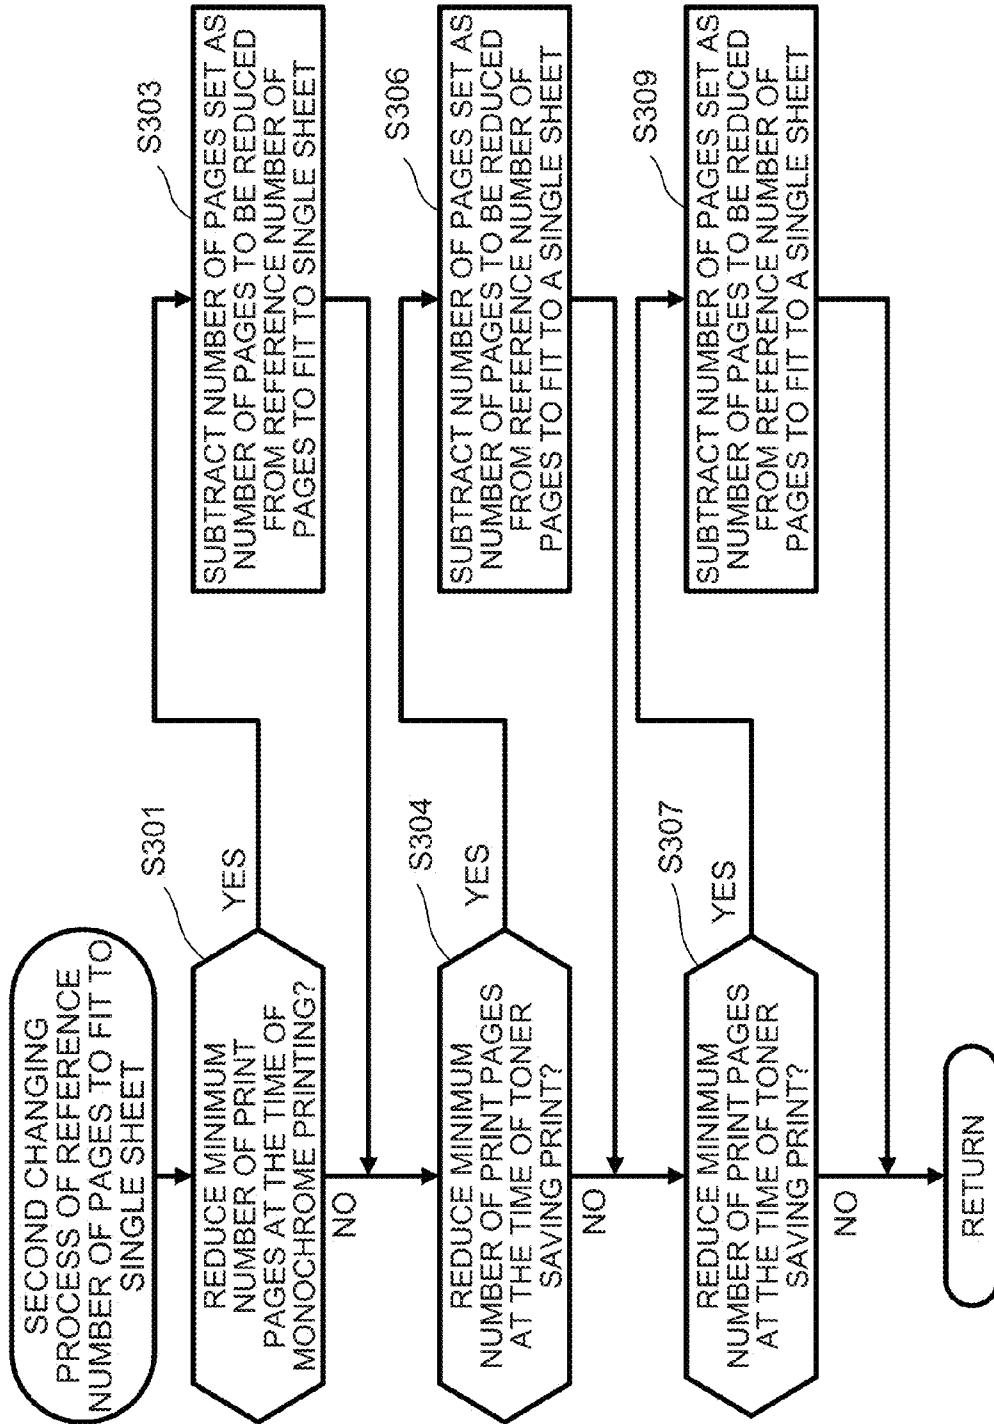 SECOND CHANGING
PROCESS OF REFERENCE
NUMBER OF PAGES TO FIT TO
SINGLE SHEET
S301
REDUCE MINIMUM
NUMBER OF PRINT
PAGES AT THE TIME OF
MONOCHROME PRINTING?
YES
NO
S303
SUBTRACT NUMBER OF PAGES SET AS
NUMBER OF PAGES TO BE REDUCED
FROM REFERENCE NUMBER OF
PAGES TO FIT TO SINGLE SHEET
S304
REDUCE MINIMUM
NUMBER OF PRINT PAGES
AT THE TIME OF TONER
SAVING PRINT?
YES
NO
S306
SUBTRACT NUMBER OF PAGES SET AS
NUMBER OF PAGES TO BE REDUCED
FROM REFERENCE NUMBER OF
PAGES TO FIT TO A SINGLE SHEET
S307
REDUCE MINIMUM
NUMBER OF PRINT PAGES
AT THE TIME OF TONER
SAVING PRINT?
YES
NO
S309
SUBTRACT NUMBER OF PAGES SET AS
NUMBER OF PAGES TO BE REDUCED
FROM REFERENCE NUMBER OF
PAGES TO FIT TO A SINGLE SHEET
RETURN